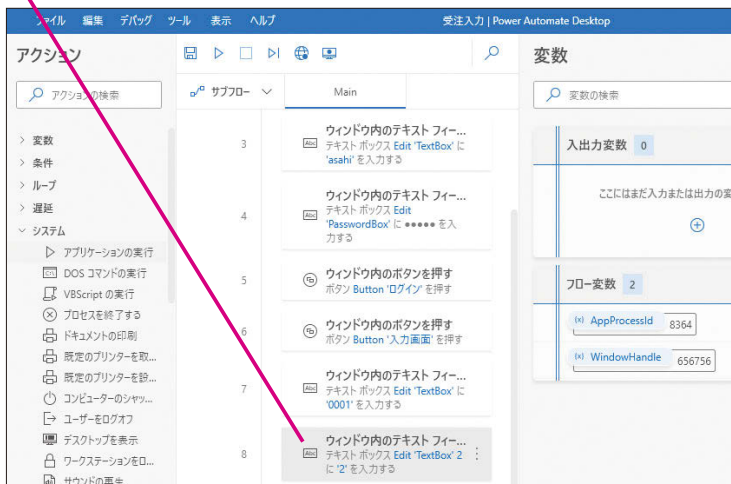 ファイル 編集 デバッグ ツール 表示 ヘルプ 受注入力 | Power Automate Desktop
アクション
アクションの検索
変数
条件
ループ
遅延
システム
アプリケーションの実行
DOS コマンドの実行
VBScript の実行
プロセスを終了する
ドキュメントの印刷
既定のプリンターを取...
既定のプリンターを設...
コンピューターのシャッ...
ユーザーをログオフ
デスクトップを表示
ワークステーションをロ...
サウンドの再生
サブフロー Main
3 ウィンドウ内のテキスト フィー...
Abc テキスト ボックス Edit 'TextBox' に
'asahi' を入力する
4 ウィンドウ内のテキスト フィー...
Abc テキスト ボックス Edit
'PasswordBox' に ●●●●● を入
力する
5 ウィンドウ内のボタンを押す
ボタン Button 'ログイン' を押す
6 ウィンドウ内のボタンを押す
ボタン Button '入力画面' を押す
7 ウィンドウ内のテキスト フィー...
Abc テキスト ボックス Edit 'TextBox' に
'0001' を入力する
8 ウィンドウ内のテキスト フィー...
Abc テキスト ボックス Edit 'TextBox' 2
に '2' を入力する
変数
変数の検索
入出力変数 0
ここにはまだ入力または出力の変
フロー変数 2
(x) AppProcessId 8364
(x) WindowHandle 656756